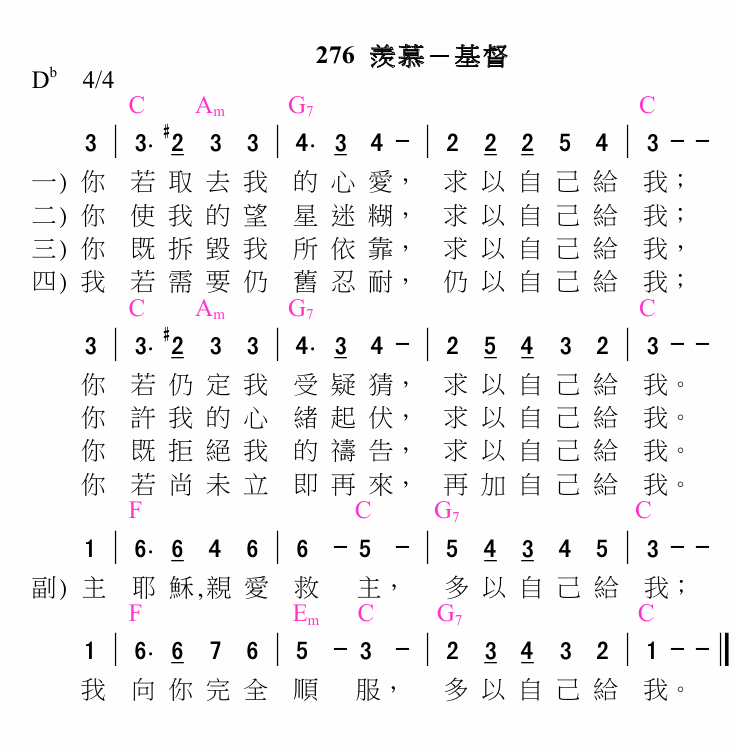 276 羨慕－基督
D♭ 4/4
C Am G7 C
3 | 3. #2 3 3 | 4. 3 4 - | 2 2 2 5 4 | 3 - -
一) 你 若取去我 的心愛， 求以自己給 我；
二) 你 使我的望 星迷糊， 求以自己給 我；
三) 你 既拆毀我 所依靠， 求以自己給 我，
四) 我 若需要仍 舊忍耐， 仍以自己給 我；
C Am G7 C
3 | 3. #2 3 3 | 4. 3 4 - | 2 5 4 3 2 | 3 - -
你 若仍定我 受疑猜， 求以自己給 我。
你 許我的心 緒起伏， 求以自己給 我。
你 既拒絕我 的禱告， 求以自己給 我。
你 若尚未立 即再來， 再加自己給 我。
F C G7 C
1 | 6. 6 4 6 | 6 - 5 - | 5 4 3 4 5 | 3 - -
副) 主 耶穌,親愛 救 主， 多以自己給 我；
F Em C G7 C
1 | 6. 6 7 6 | 5 - 3 - | 2 3 4 3 2 | 1 - - ||
我 向你完全 順 服， 多以自己給 我。